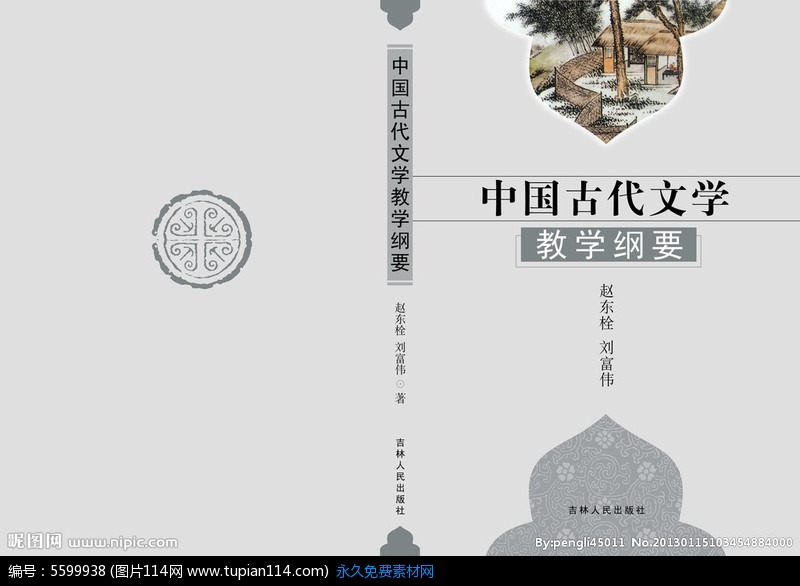 中国古代文学教学纲要
赵东栓 刘富伟 ⊙ 著
吉林人民出版社
中国古代文学
教学纲要
赵东栓 刘富伟
吉林人民出版社
昵图网 www.nipic.com
By:pengli45011 No.20130115103454884000
编号：5599938 (图片114网 www.tupian114.com) 永久免费素材网